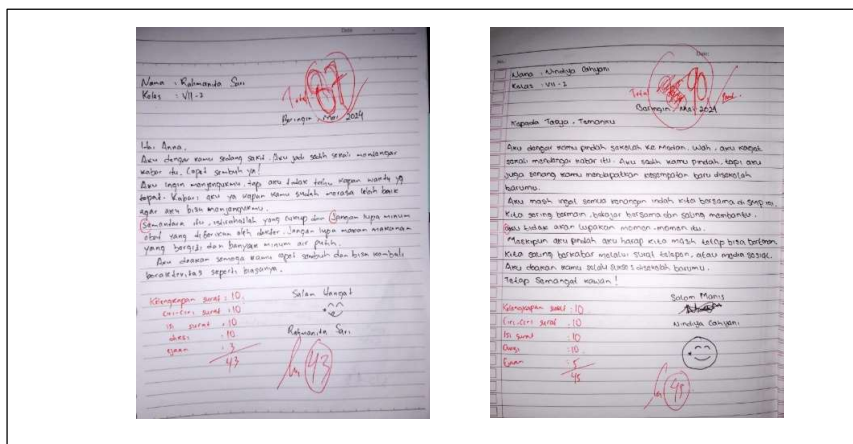 Nama : Rahmanda Sari
Kelas : VII-2
Total 87
Beringin, Mei 2024
Hai Anna,
Aku dengar kamu sedang sakit. Aku jadi sedih sekali mendengar
kabar itu. Cepat sembuh ya!
Aku ingin menjengukmu, tapi aku tidak tahu kapan waktu yg
tepat. Kabari aku ya kapan kamu sudah merasa lebih baik
agar aku bisa menjengukmu.
Semantara itu, istirahatlah yang cukup dan Jangan lupa minum
obat yang diberikan oleh dokter. Jangan lupa makan makanan
yang bergizi dan banyak minum air putih.
Aku doakan semoga kamu cepat sembuh dan bisa kembali
beraktivitas seperti biasanya.
Salam Hangat
Rahmanda Sari
Kelengkapan surat : 10
Ciri-ciri surat : 10
isi surat : 10
diksi : 10
ejaan : 3
43
43
Nama : Nindya Cahyani
Kelas : VII-2
Total 90
Beringin, Mei 2024
Kepada Tasya, Temanku
Aku dengar kamu pindah sekolah ke Medan. Wah, aku kaget
sekali mendengar kabar itu. Aku sedih kamu pindah, tapi aku
juga senang kamu mendapatkan kesempatan baru disekolah
barumu.
Aku masih ingat semua kenangan indah kita bersama di smp ini.
Kita sering bermain, belajar bersama dan saling membantu.
aku tidak akan lupakan momen-momen itu.
Meskipun aku pindah aku harap kita masih tetap bisa berteman
Kita saling berkabar melalui surat telepon, atau media sosial.
Aku doakan kamu selalu sukses disekolah barumu.
Tetap Semangat kawan!
Salam Manis
Nindya Cahyani
Kelengkapan surat : 10
Ciri-ciri surat : 10
Isi surat : 10
Diksi : 10
Ejaan : 5
45
45